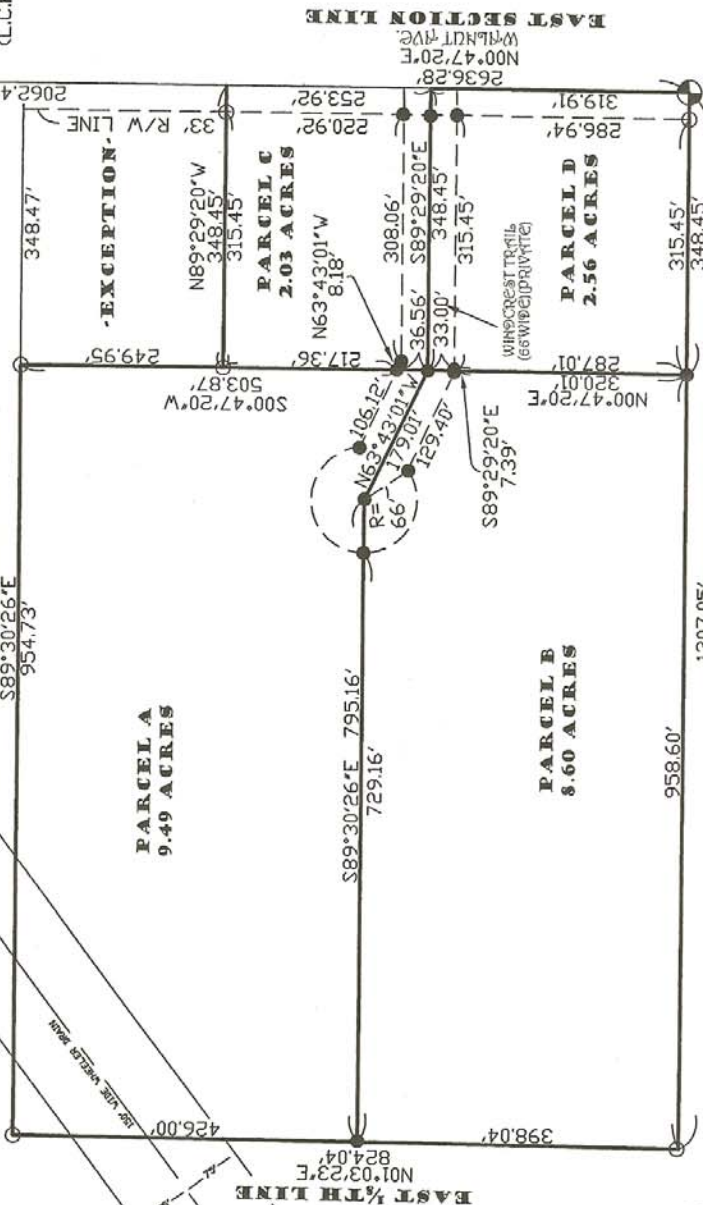 (L.C.
EAST SECTION LINE
WALNUT AVE.
N00°47'20"E
2636.28'
2062.4
253.92'
319.91'
33' R/W LINE
220.92'
286.94'
348.47'
-EXCEPTION-
N89°29'20"W
348.45'
315.45'
PARCEL C
2.03 ACRES
N63°43'01"W
8.18'
308.06'
S89°29'20"E
348.45'
315.45'
WINDCREST TRAIL
(66'WIDE)(PRIVATE)
PARCEL D
2.56 ACRES
315.45'
348.45'
249.95'
503.87'
S00°47'20"W
217.36'
36.56'
33.00'
287.01'
320.01'
N00°47'20"E
106.12'
N63°43'01"W
179.01'
129.40'
S89°29'20"E
7.39'
R=
66'
S89°30'26"E
954.73'
PARCEL A
9.49 ACRES
S89°30'26"E 795.16'
729.16'
PARCEL B
8.60 ACRES
958.60'
150' WIDE WHEELER DRAIN
426.00'
398.04'
824.04'
N01°03'23"E
EAST ⅛TH LINE